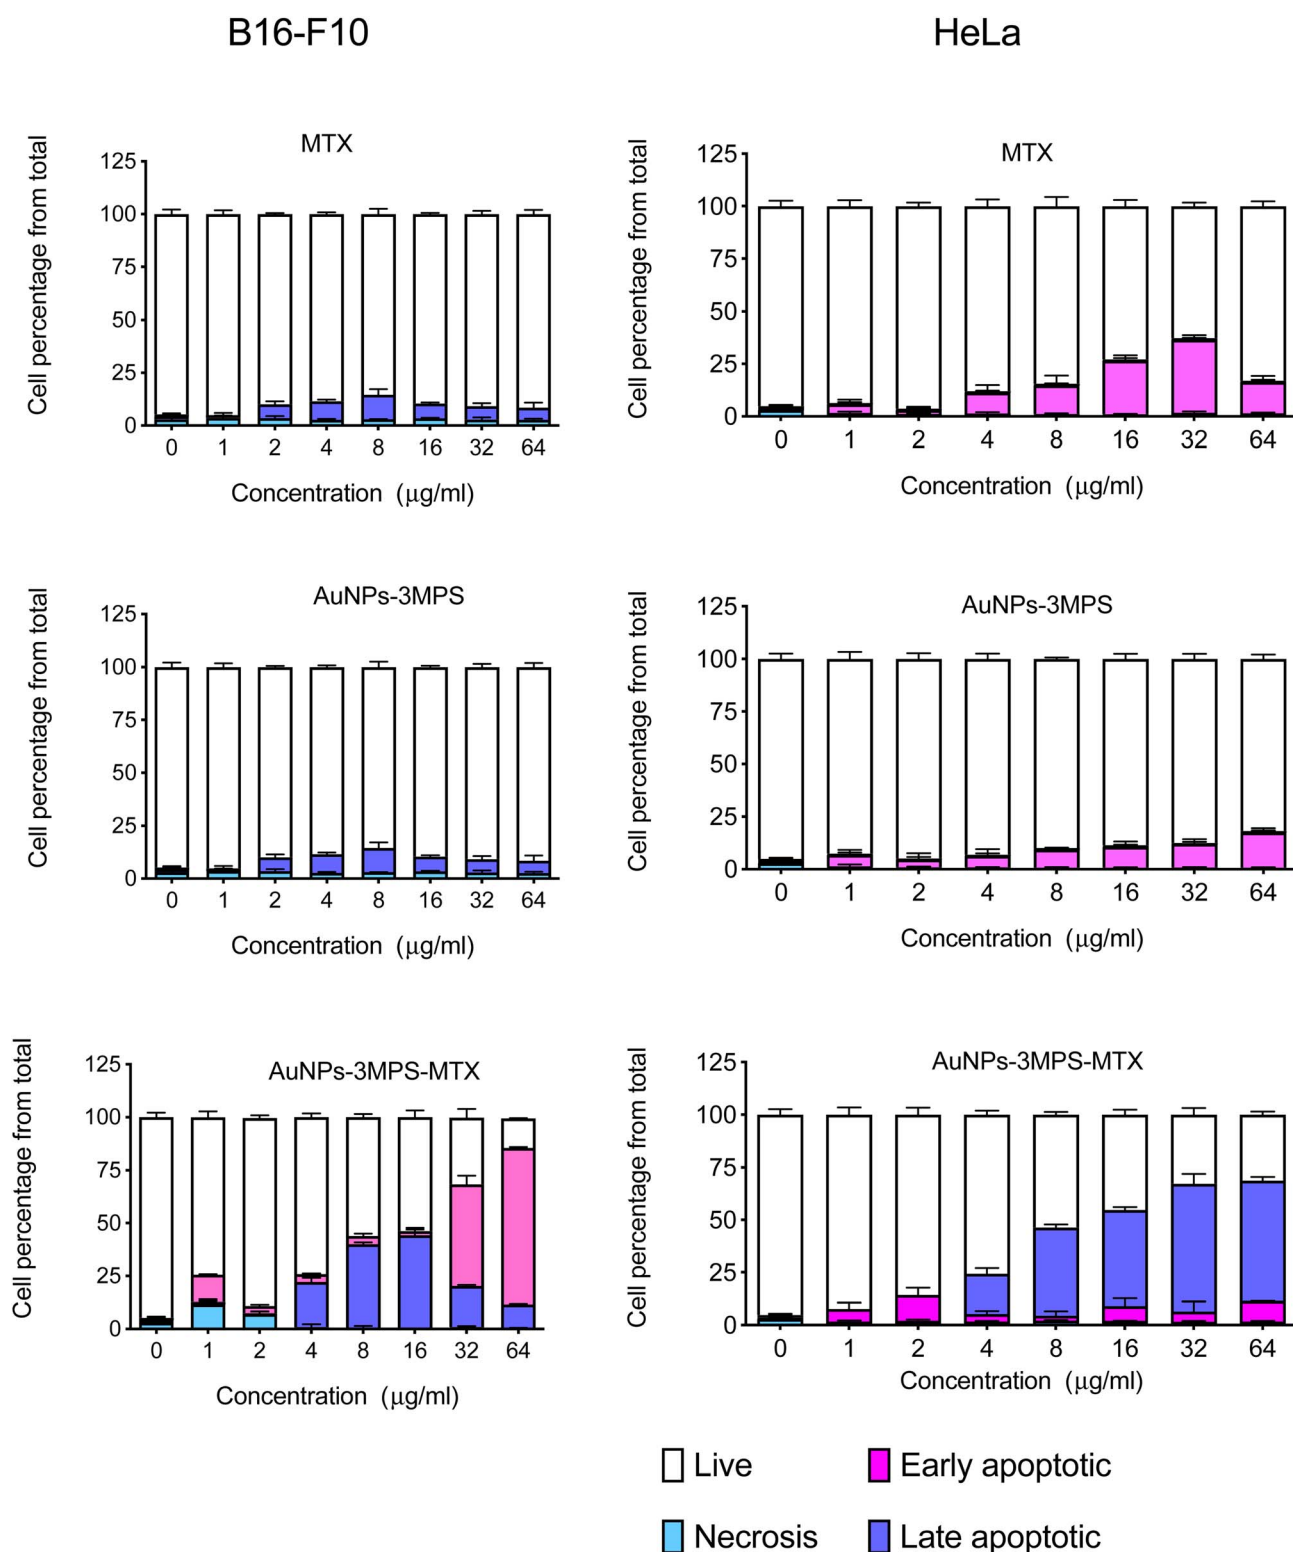 B16-F10
HeLa
MTX
Cell percentage from total
125
100
75
50
25
0
0 1 2 4 8 16 32 64
Concentration (μg/ml)
MTX
Cell percentage from total
125
100
75
50
25
0
0 1 2 4 8 16 32 64
Concentration (μg/ml)
AuNPs-3MPS
Cell percentage from total
125
100
75
50
25
0
0 1 2 4 8 16 32 64
Concentration (μg/ml)
AuNPs-3MPS
Cell percentage from total
125
100
75
50
25
0
0 1 2 4 8 16 32 64
Concentration (μg/ml)
AuNPs-3MPS-MTX
Cell percentage from total
125
100
75
50
25
0
0 1 2 4 8 16 32 64
Concentration (μg/ml)
AuNPs-3MPS-MTX
Cell percentage from total
125
100
75
50
25
0
0 1 2 4 8 16 32 64
Concentration (μg/ml)
Live
Early apoptotic
Necrosis
Late apoptotic